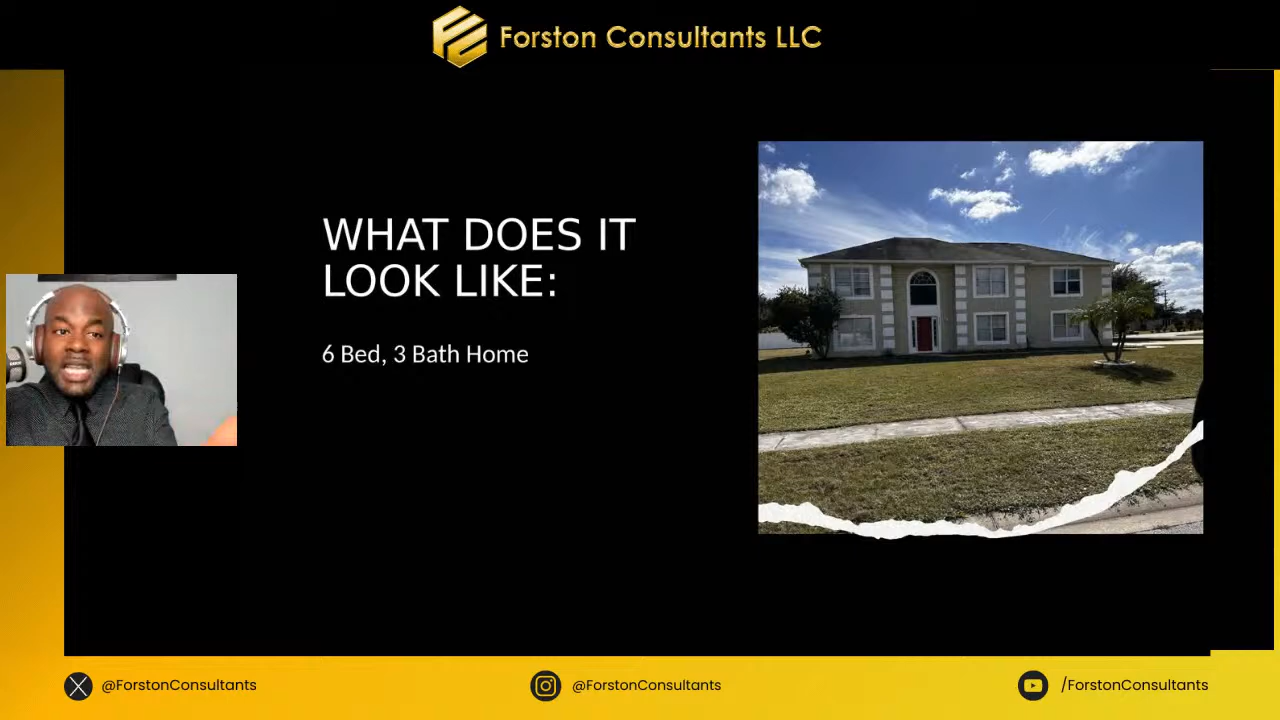 Forston Consultants LLC
WHAT DOES IT
LOOK LIKE:
6 Bed, 3 Bath Home
@ForstonConsultants
@ForstonConsultants
/ForstonConsultants